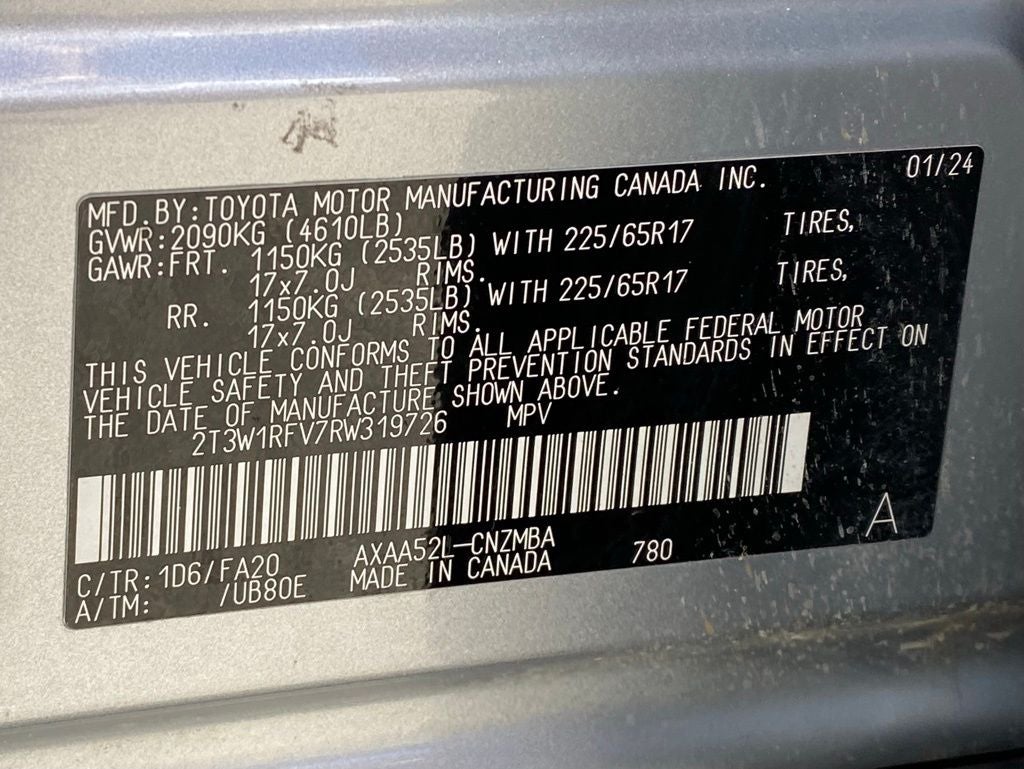 01/24
MFD.BY:TOYOTA MOTOR MANUFACTURING CANADA INC.
GVWR:2090KG (4610LB)
GAWR:FRT. 1150KG (2535LB) WITH 225/65R17 TIRES,
17x7.0J RIMS.
RR. 1150KG (2535LB) WITH 225/65R17 TIRES,
17x7.0J RIMS.
THIS VEHICLE CONFORMS TO ALL APPLICABLE FEDERAL MOTOR
VEHICLE SAFETY AND THEFT PREVENTION STANDARDS IN EFFECT ON
THE DATE OF MANUFACTURE SHOWN ABOVE.
2T3W1RFV7RW319726 MPV
A
C/TR:1D6/FA20 AXAA52L-CNZMBA 780
A/TM: /UB80E MADE IN CANADA